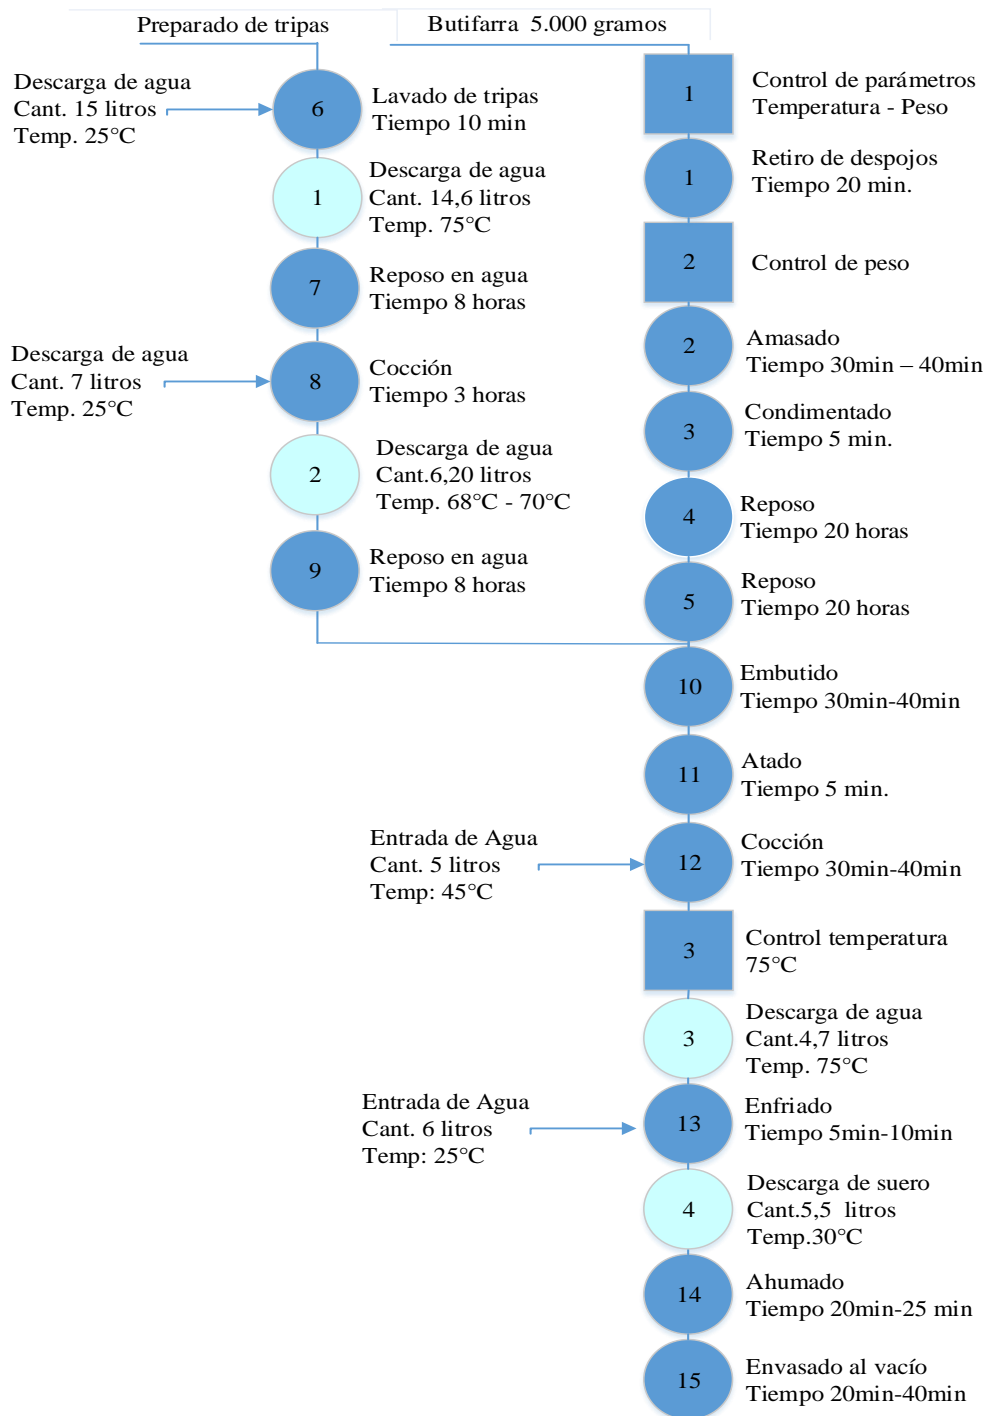 Preparado de tripas
Butifarra 5.000 gramos
Descarga de agua
Cant. 15 litros
Temp. 25°C
6
Lavado de tripas
Tiempo 10 min
1
Descarga de agua
Cant. 14,6 litros
Temp. 75°C
7
Reposo en agua
Tiempo 8 horas
Descarga de agua
Cant. 7 litros
Temp. 25°C
8
Cocción
Tiempo 3 horas
2
Descarga de agua
Cant.6,20 litros
Temp. 68°C - 70°C
9
Reposo en agua
Tiempo 8 horas
1
Control de parámetros
Temperatura - Peso
1
Retiro de despojos
Tiempo 20 min.
2
Control de peso
2
Amasado
Tiempo 30min – 40min
3
Condimentado
Tiempo 5 min.
4
Reposo
Tiempo 20 horas
5
Reposo
Tiempo 20 horas
10
Embutido
Tiempo 30min-40min
11
Atado
Tiempo 5 min.
Entrada de Agua
Cant. 5 litros
Temp: 45°C
12
Cocción
Tiempo 30min-40min
3
Control temperatura
75°C
3
Descarga de agua
Cant.4,7 litros
Temp. 75°C
Entrada de Agua
Cant. 6 litros
Temp: 25°C
13
Enfriado
Tiempo 5min-10min
4
Descarga de suero
Cant.5,5 litros
Temp.30°C
14
Ahumado
Tiempo 20min-25 min
15
Envasado al vacío
Tiempo 20min-40min